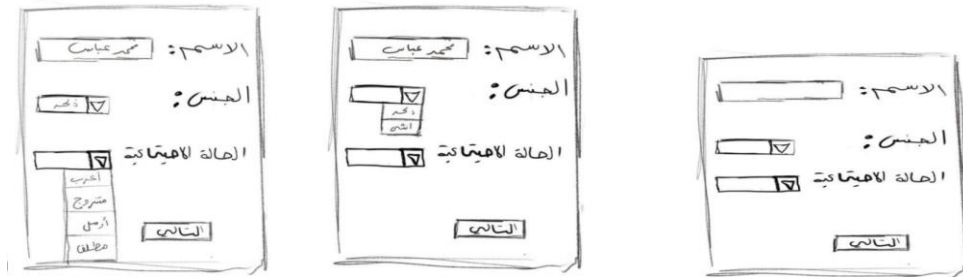 الاسم:
الجنس:
الحالة الاجتماعية
التالي
الاسم: محمد عباس
الجنس:
ذكر
انثى
الحالة الاجتماعية
التالي
الاسم: محمد عباس
الجنس: ذكر
الحالة الاجتماعية
أعزب
متزوج
أرمل
مطلق
التالي